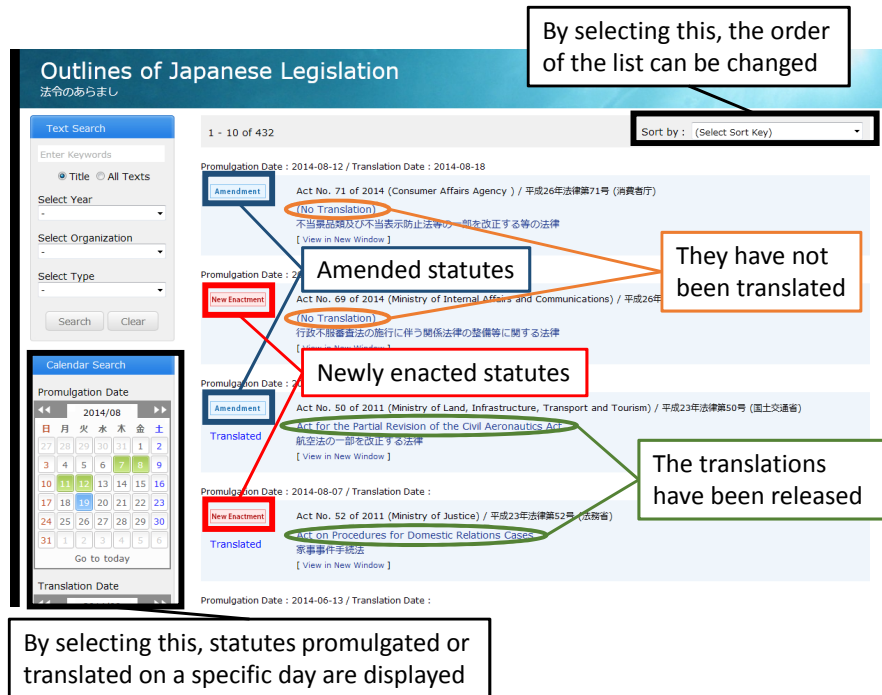 By selecting this, the order
of the list can be changed
Outlines of Japanese Legislation
法令のあらまし
Text Search
Enter Keywords
Title All Texts
Select Year
-
Select Organization
-
Select Type
-
Search Clear
Calendar Search
Promulgation Date
2014/08
日 月 火 水 木 金 土
27 28 29 30 31 1 2
3 4 5 6 7 8 9
10 11 12 13 14 15 16
17 18 19 20 21 22 23
24 25 26 27 28 29 30
31 1 2 3 4 5 6
Go to today
Translation Date
1 - 10 of 432
Sort by : (Select Sort Key)
Promulgation Date : 2014-08-12 / Translation Date : 2014-08-18
Amendment
Act No. 71 of 2014 (Consumer Affairs Agency ) / 平成26年法律第71号 (消費者庁)
(No Translation)
不当景品類及び不当表示防止法等の一部を改正する等の法律
[ View in New Window ]
Amended statutes
They have not
been translated
Promulgation Date : 2
New Enactment
Act No. 69 of 2014 (Ministry of Internal Affairs and Communications) / 平成26年
(No Translation)
行政不服審査法の施行に伴う関係法律の整備等に関する法律
Newly enacted statutes
Promulgation Date : 20
Amendment
Translated
Act No. 50 of 2011 (Ministry of Land, Infrastructure, Transport and Tourism) / 平成23年法律第50号 (国土交通省)
Act for the Partial Revision of the Civil Aeronautics Act
航空法の一部を改正する法律
[ View in New Window ]
The translations
have been released
Promulgation Date : 2014-08-07 / Translation Date :
New Enactment
Translated
Act No. 52 of 2011 (Ministry of Justice) / 平成23年法律第52号 (法務省)
Act on Procedures for Domestic Relations Cases
家事事件手続法
[ View in New Window ]
Promulgation Date : 2014-06-13 / Translation Date :
By selecting this, statutes promulgated or
translated on a specific day are displayed